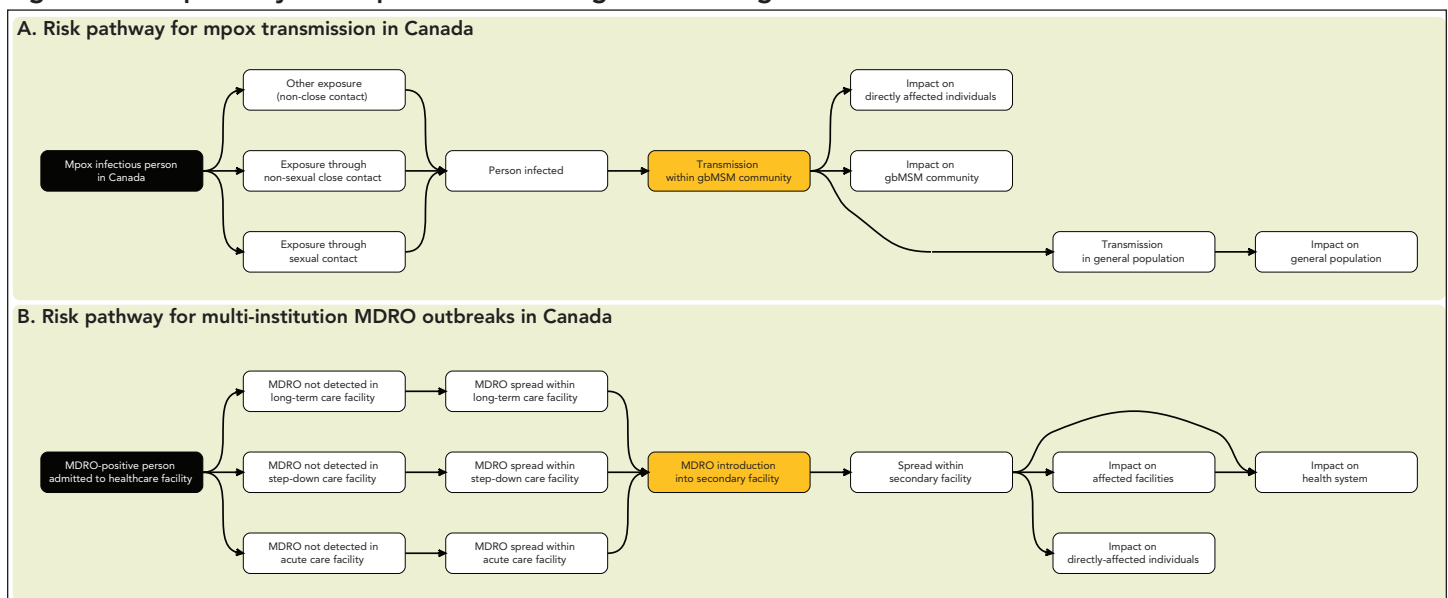 A. Risk pathway for mpox transmission in Canada
Other exposure
(non-close contact)
Impact on
directly affected individuals
Mpox infectious person
in Canada
Exposure through
non-sexual close contact
Person infected
Transmission
within gbMSM community
Impact on
gbMSM community
Exposure through
sexual contact
Transmission
in general population
Impact on
general population
B. Risk pathway for multi-institution MDRO outbreaks in Canada
MDRO not detected in
long-term care facility
MDRO spread within
long-term care facility
MDRO-positive person
admitted to healthcare facility
MDRO not detected in
step-down care facility
MDRO spread within
step-down care facility
MDRO introduction
into secondary facility
Spread within
secondary facility
Impact on
affected facilities
Impact on
health system
MDRO not detected in
acute care facility
MDRO spread within
acute care facility
Impact on
directly-affected individuals